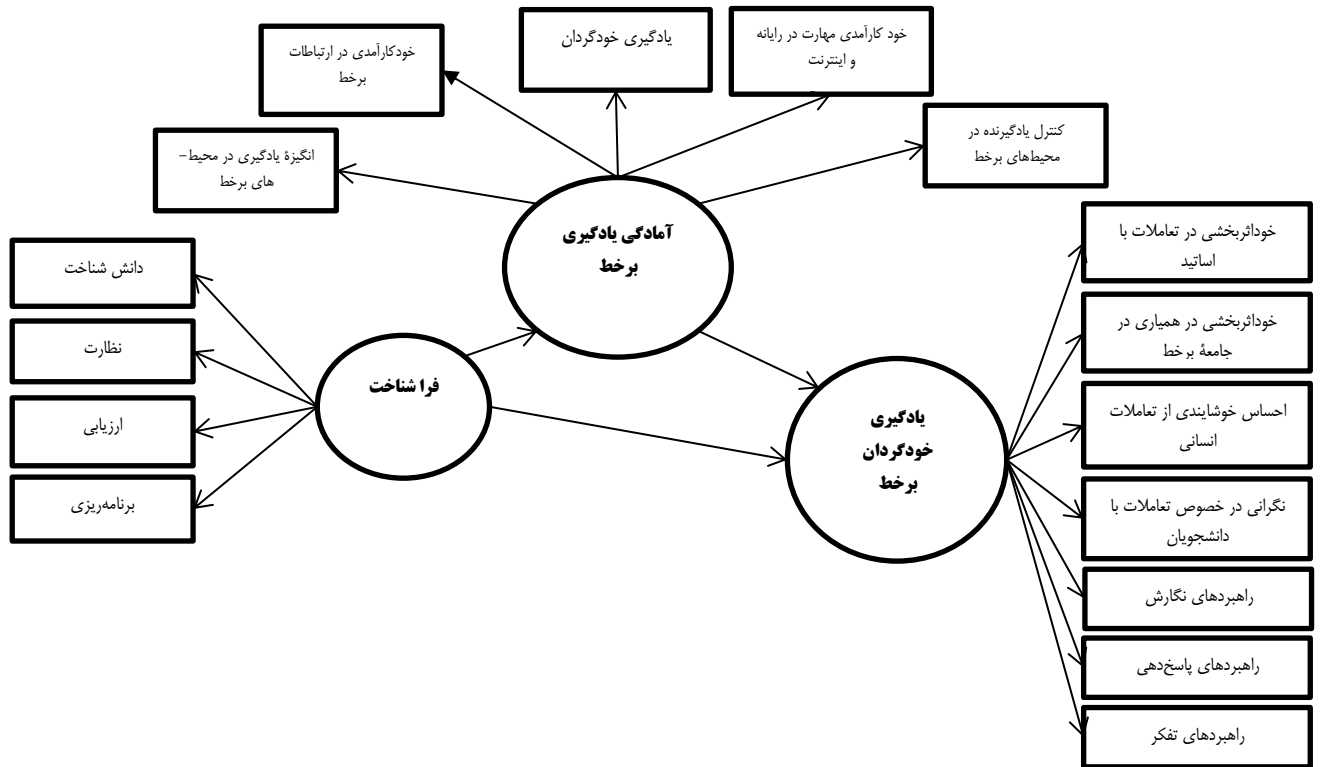 خودکارآمدی در ارتباطات
برخط
یادگیری خودگردان
خود کارآمدی مهارت در رایانه
و اینترنت
انگیزۀ یادگیری در محیط-
های برخط
کنترل یادگیرنده در
محیط‌های برخط
آمادگی یادگیری
برخط
دانش شناخت
نظارت
ارزیابی
برنامه‌ریزی
فرا شناخت
یادگیری
خودگردان
برخط
خوداثربخشی در تعاملات با
اساتید
خوداثربخشی در همیاری در
جامعۀ برخط
احساس خوشایندی از تعاملات
انسانی
نگرانی در خصوص تعاملات با
دانشجویان
راهبردهای نگارش
راهبردهای پاسخ‌دهی
راهبردهای تفکر